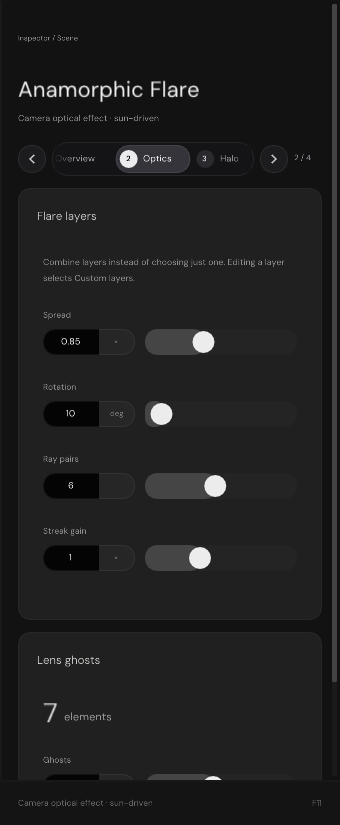 Inspector / Scene
Anamorphic Flare
Camera optical effect · sun-driven
Overview 2 Optics 3 Halo 2 / 4
Flare layers
Combine layers instead of choosing just one. Editing a layer
selects Custom layers.
Spread
0.85
Rotation
10 deg
Ray pairs
6
Streak gain
1
Lens ghosts
7 elements
Ghosts
Camera optical effect · sun-driven F11